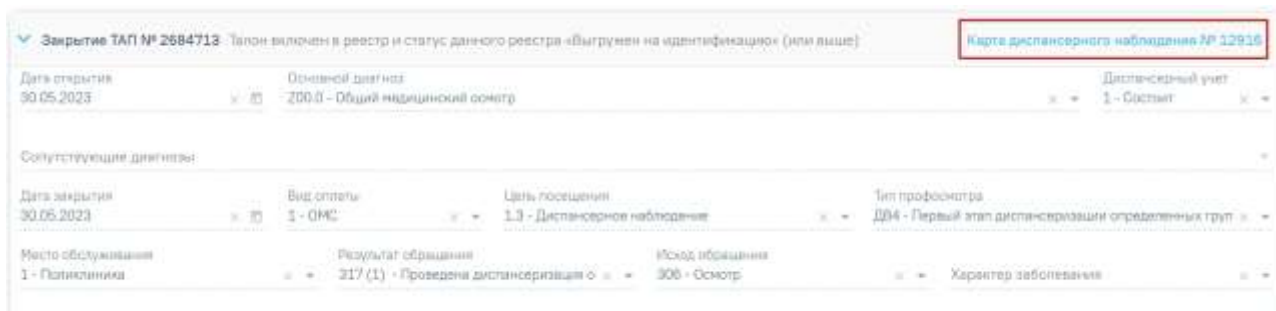 Закрытие ТАП № 2684713 Талон включен в реестр и статус данного реестра «Выгружен на идентификацию» (или выше) Карта диспансерного наблюдения № 12916
Дата открытия Основной диагноз Диспансерный учет
30.05.2023 Z00.0 - Общий медицинский осмотр 1 - Состоит
Сопутствующие диагнозы
Дата закрытия Вид оплаты Цель посещения Тип профосмотра
30.05.2023 1 - ОМС 1.3 - Диспансерное наблюдение ДВ4 - Первый этап диспансеризации определенных груп
Место обслуживания Результат обращения Исход обращения
1 - Поликлиника 317 (1) - Проведена диспансеризация о 306 - Осмотр Характер заболевания